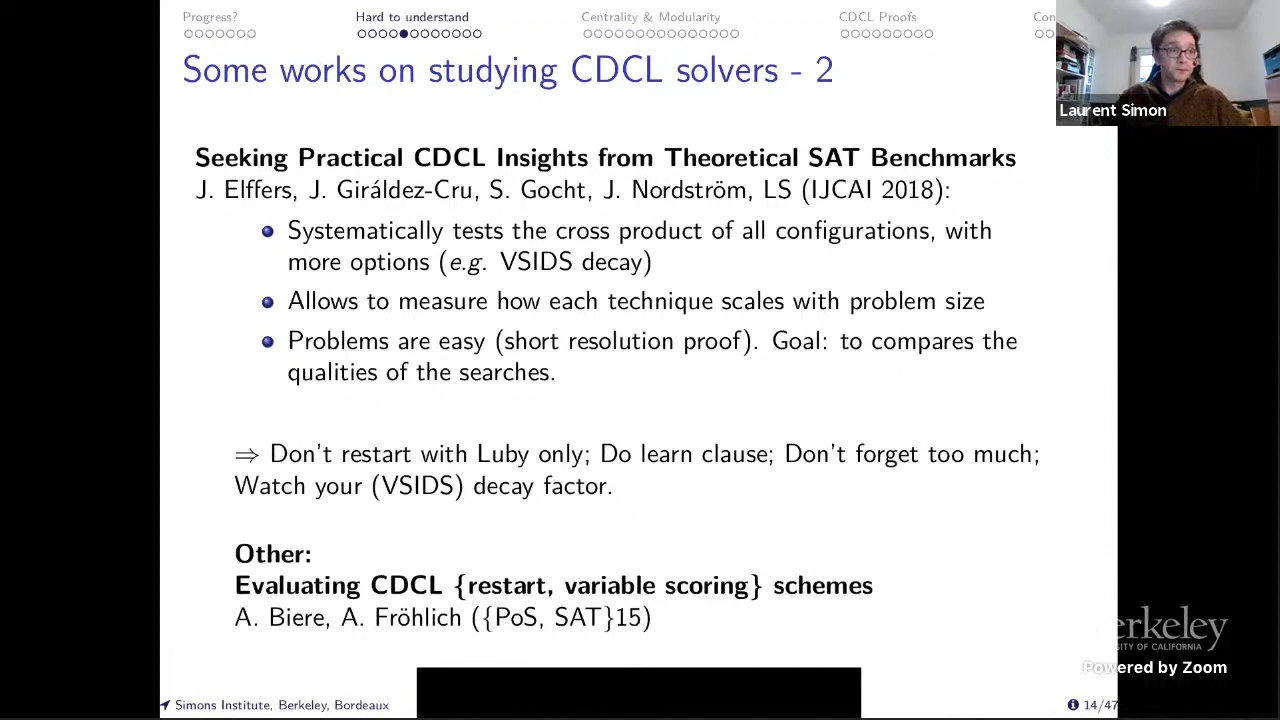 Progress?
Hard to understand
Centrality & Modularity
CDCL Proofs
Some works on studying CDCL solvers - 2
Laurent Simon
Seeking Practical CDCL Insights from Theoretical SAT Benchmarks
J. Elffers, J. Giráldez-Cru, S. Gocht, J. Nordström, LS (IJCAI 2018):
Systematically tests the cross product of all configurations, with
more options (e.g. VSIDS decay)
Allows to measure how each technique scales with problem size
Problems are easy (short resolution proof). Goal: to compares the
qualities of the searches.
⇒ Don't restart with Luby only; Do learn clause; Don't forget too much;
Watch your (VSIDS) decay factor.
Other:
Evaluating CDCL {restart, variable scoring} schemes
A. Biere, A. Fröhlich ({PoS, SAT}15)
Powered by Zoom
Simons Institute, Berkeley, Bordeaux
14/47